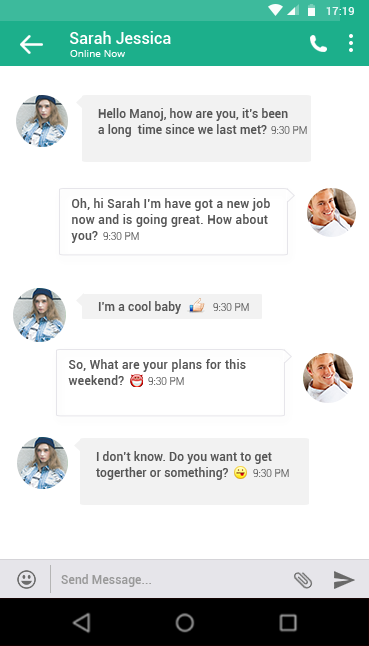 17:19
Sarah Jessica
Online Now
Hello Manoj, how are you, it's been
a long time since we last met? 9:30 PM
Oh, hi Sarah I'm have got a new job
now and is going great. How about
you? 9:30 PM
I'm a cool baby 9:30 PM
So, What are your plans for this
weekend? 9:30 PM
I don't know. Do you want to get
togerther or something? 9:30 PM
Send Message...